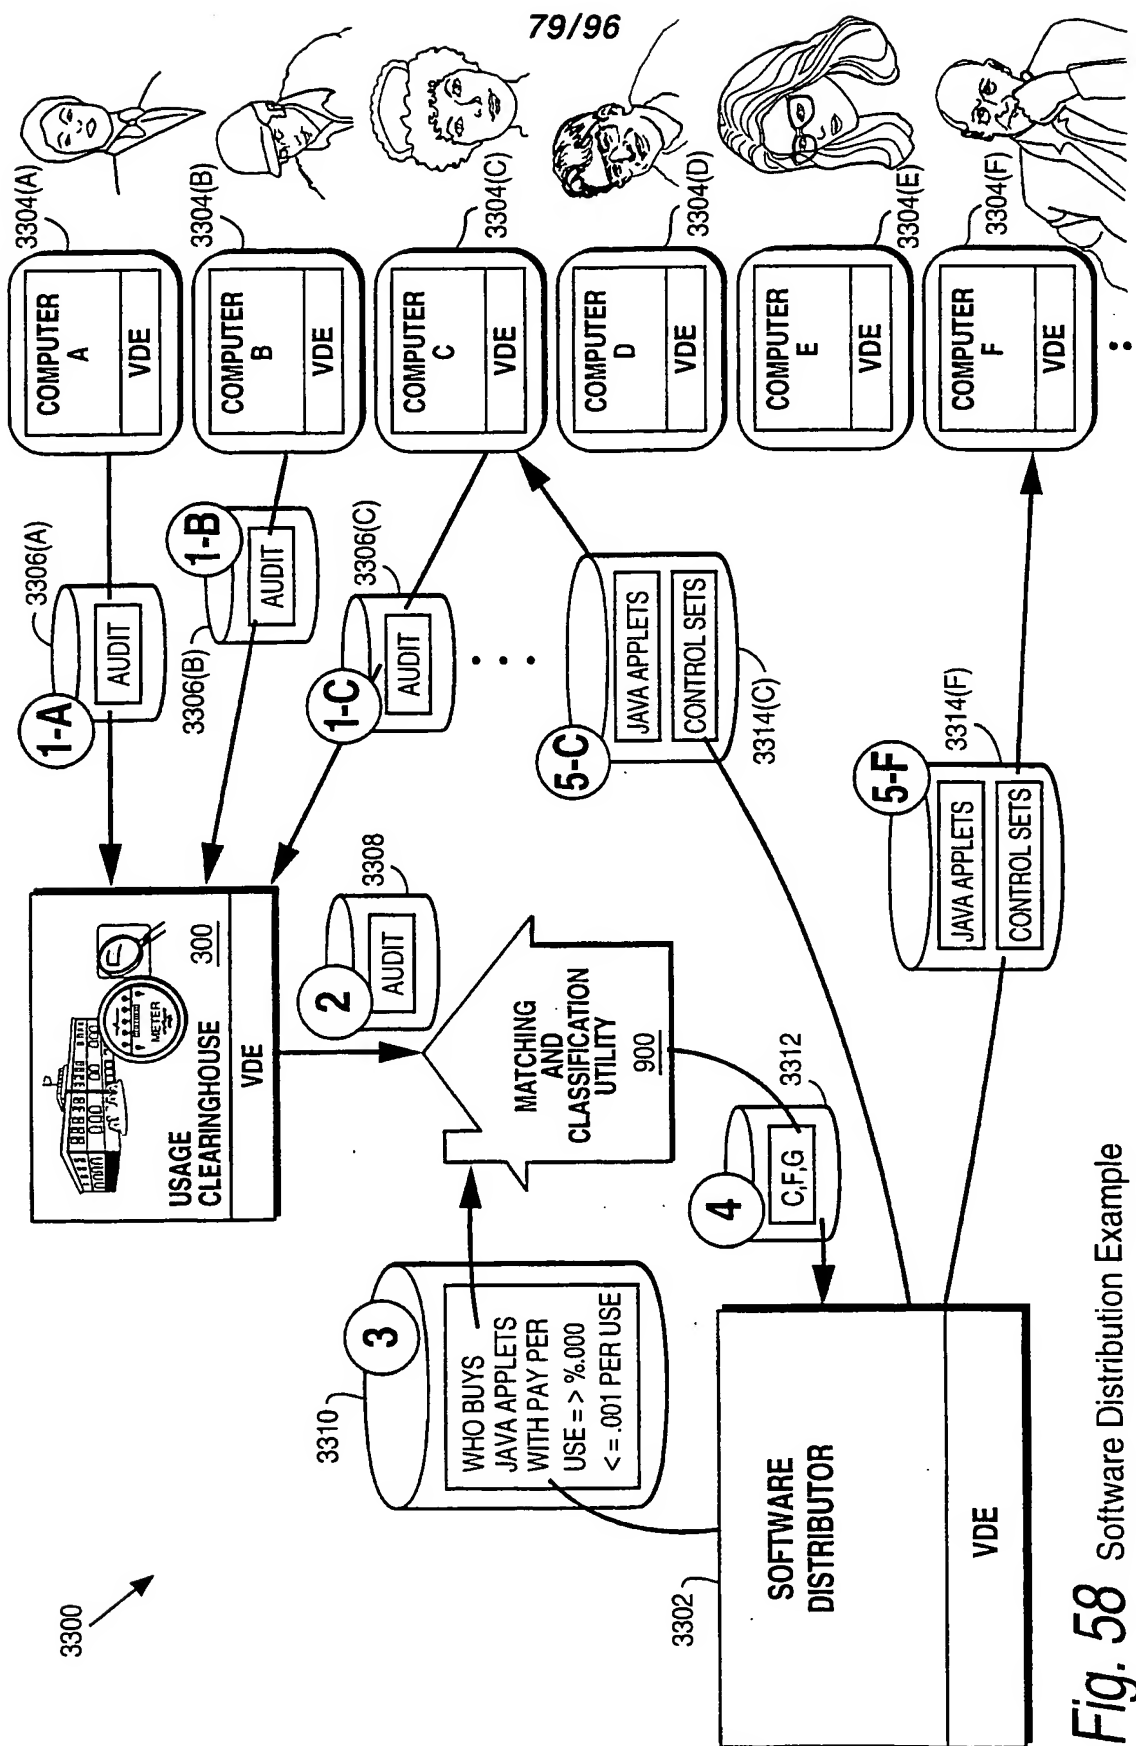 79/96
3300
USAGE
CLEARINGHOUSE
300
METER
VDE
1-A
3306(A)
AUDIT
1-B
3306(B)
AUDIT
1-C
3306(C)
AUDIT
COMPUTER
A
VDE
3304(A)
COMPUTER
B
VDE
3304(B)
COMPUTER
C
VDE
3304(C)
COMPUTER
D
VDE
3304(D)
COMPUTER
E
VDE
3304(E)
COMPUTER
F
VDE
3304(F)
2
3308
AUDIT
MATCHING
AND
CLASSIFICATION
UTILITY
900
3310
3
WHO BUYS
JAVA APPLETS
WITH PAY PER
USE = > %.000
< = .001 PER USE
4
3312
C,F,G
5-C
JAVA APPLETS
CONTROL SETS
3314(C)
5-F
JAVA APPLETS
CONTROL SETS
3314(F)
3302
SOFTWARE
DISTRIBUTOR
VDE
Fig. 58 Software Distribution Example